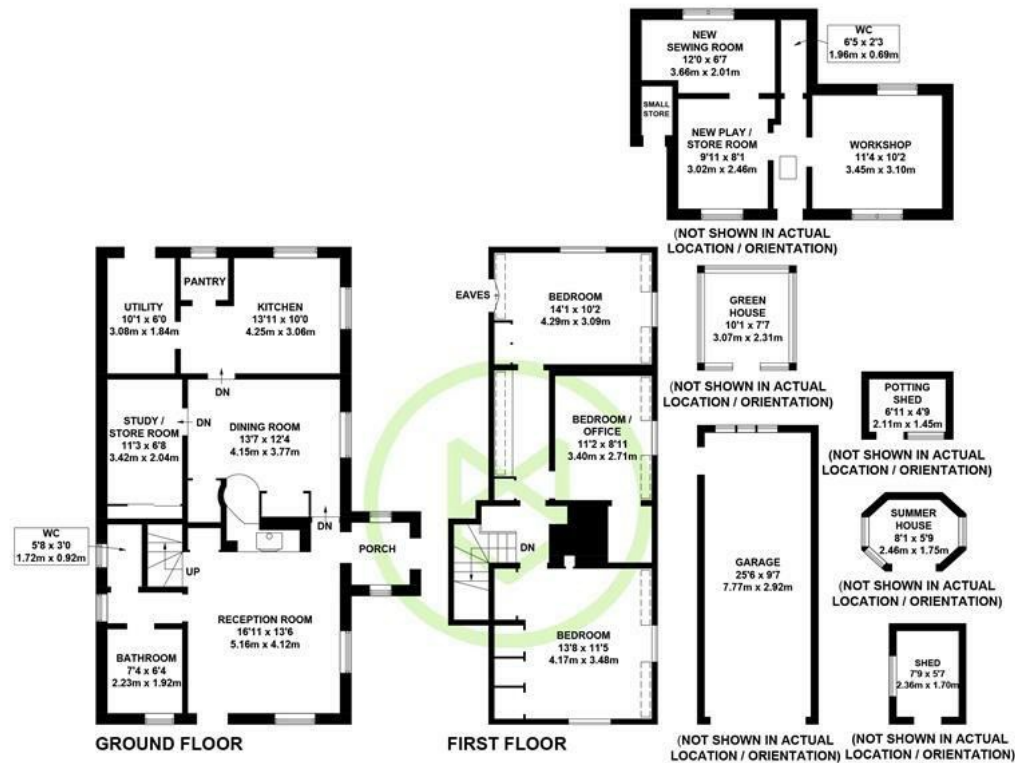 NEW
SEWING ROOM
12'0 x 6'7
3.66m x 2.01m
WC
6'5 x 2'3
1.96m x 0.69m
SMALL
STORE
NEW PLAY /
STORE ROOM
9'11 x 8'1
3.02m x 2.46m
WORKSHOP
11'4 x 10'2
3.45m x 3.10m
(NOT SHOWN IN ACTUAL
LOCATION / ORIENTATION)
UTILITY
10'1 x 6'0
3.08m x 1.84m
PANTRY
KITCHEN
13'11 x 10'0
4.25m x 3.06m
DN
STUDY /
STORE ROOM
11'3 x 6'8
3.42m x 2.04m
DN
DINING ROOM
13'7 x 12'4
4.15m x 3.77m
DN
WC
5'8 x 3'0
1.72m x 0.92m
UP
PORCH
RECEPTION ROOM
16'11 x 13'6
5.16m x 4.12m
BATHROOM
7'4 x 6'4
2.23m x 1.92m
GROUND FLOOR
EAVES
BEDROOM
14'1 x 10'2
4.29m x 3.09m
BEDROOM /
OFFICE
11'2 x 8'11
3.40m x 2.71m
DN
BEDROOM
13'8 x 11'5
4.17m x 3.48m
FIRST FLOOR
GREEN
HOUSE
10'1 x 7'7
3.07m x 2.31m
(NOT SHOWN IN ACTUAL
LOCATION / ORIENTATION)
POTTING
SHED
6'11 x 4'9
2.11m x 1.45m
(NOT SHOWN IN ACTUAL
LOCATION / ORIENTATION)
SUMMER
HOUSE
8'1 x 5'9
2.46m x 1.75m
(NOT SHOWN IN ACTUAL
LOCATION / ORIENTATION)
GARAGE
25'6 x 9'7
7.77m x 2.92m
(NOT SHOWN IN ACTUAL
LOCATION / ORIENTATION)
SHED
7'9 x 5'7
2.36m x 1.70m
(NOT SHOWN IN ACTUAL
LOCATION / ORIENTATION)